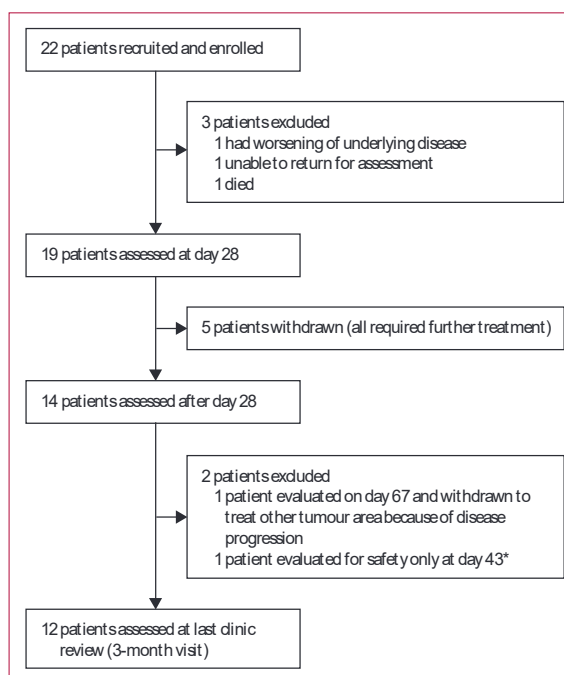 22 patients recruited and enrolled
3 patients excluded
1 had worsening of underlying disease
1 unable to return for assessment
1 died
19 patients assessed at day 28
5 patients withdrawn (all required further treatment)
14 patients assessed after day 28
2 patients excluded
1 patient evaluated on day 67 and withdrawn to
treat other tumour area because of disease
progression
1 patient evaluated for safety only at day 43*
12 patients assessed at last clinic
review (3-month visit)